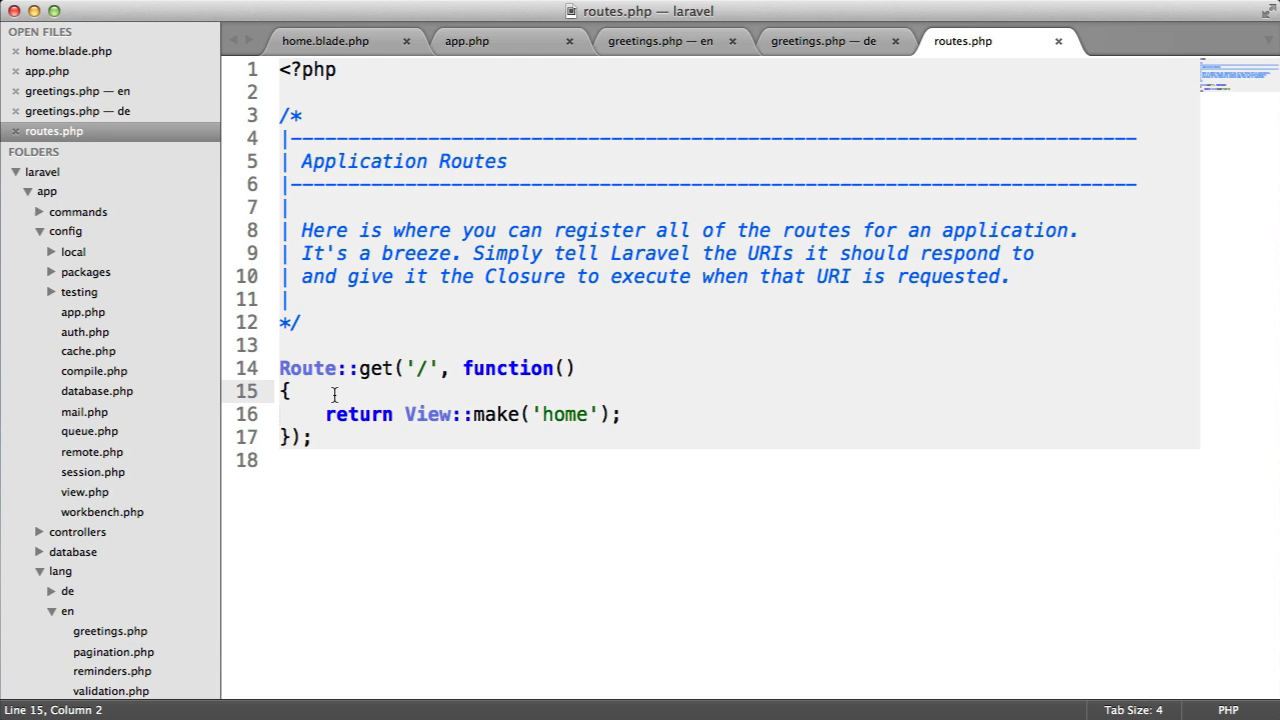 routes.php — laravel
OPEN FILES
home.blade.php
app.php
greetings.php — en
greetings.php — de
routes.php
FOLDERS
laravel
app
commands
config
local
packages
testing
app.php
auth.php
cache.php
compile.php
database.php
mail.php
queue.php
remote.php
session.php
view.php
workbench.php
controllers
database
lang
de
en
greetings.php
pagination.php
reminders.php
validation.php
home.blade.php
app.php
greetings.php — en
greetings.php — de
routes.php
1 <?php
2
3 /*
4 |--------------------------------------------------------------------------
5 | Application Routes
6 |--------------------------------------------------------------------------
7 |
8 | Here is where you can register all of the routes for an application.
9 | It's a breeze. Simply tell Laravel the URIs it should respond to
10 | and give it the Closure to execute when that URI is requested.
11 |
12 */
13
14 Route::get('/', function()
15 {
16     return View::make('home');
17 });
18
Line 15, Column 2
Tab Size: 4
PHP